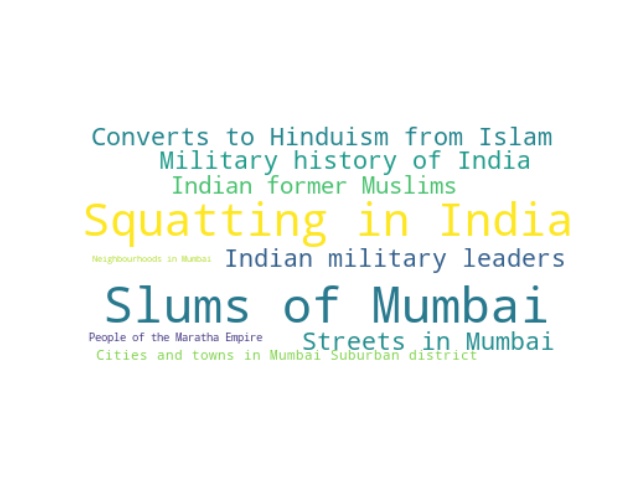 Converts to Hinduism from Islam
Military history of India
Indian former Muslims
Squatting in India
Neighbourhoods in Mumbai
Indian military leaders
Slums of Mumbai
People of the Maratha Empire
Streets in Mumbai
Cities and towns in Mumbai Suburban district